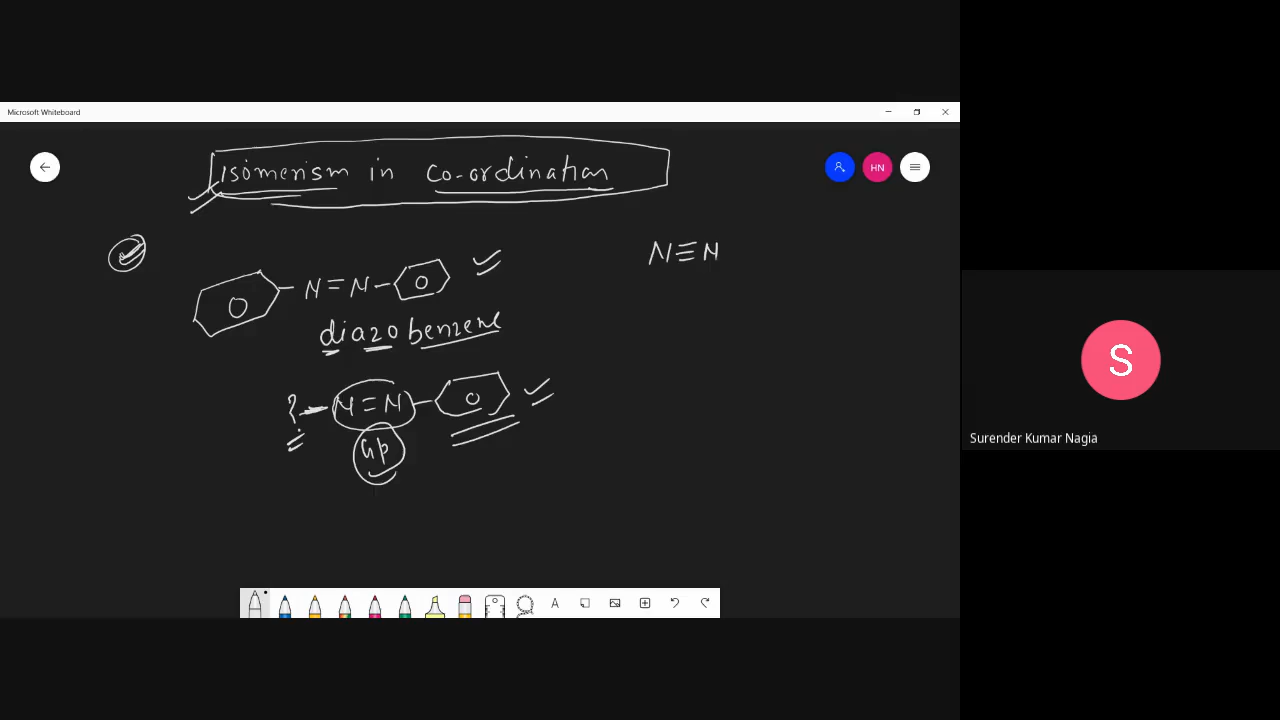 Microsoft Whiteboard
Isomerism in co-ordination
HN
N≡N
N=N
diazobenzene
? N=N
Gp
S
Surender Kumar Nagia
A